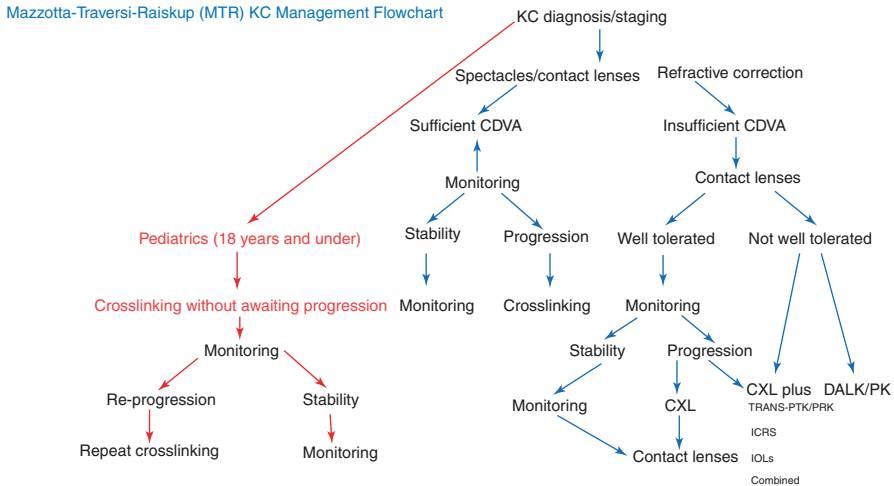 Mazzotta-Traversi-Raiskup (MTR) KC Management Flowchart
KC diagnosis/staging
Spectacles/contact lenses
Refractive correction
Sufficient CDVA
Insufficient CDVA
Monitoring
Contact lenses
Pediatrics (18 years and under)
Stability
Progression
Well tolerated
Not well tolerated
Crosslinking without awaiting progression
Monitoring
Crosslinking
Monitoring
Monitoring
Stability
Progression
Re-progression
Stability
Monitoring
CXL
CXL plus
DALK/PK
TRANS-PTK/PRK
ICRS
IOLs
Combined
Repeat crosslinking
Monitoring
Contact lenses